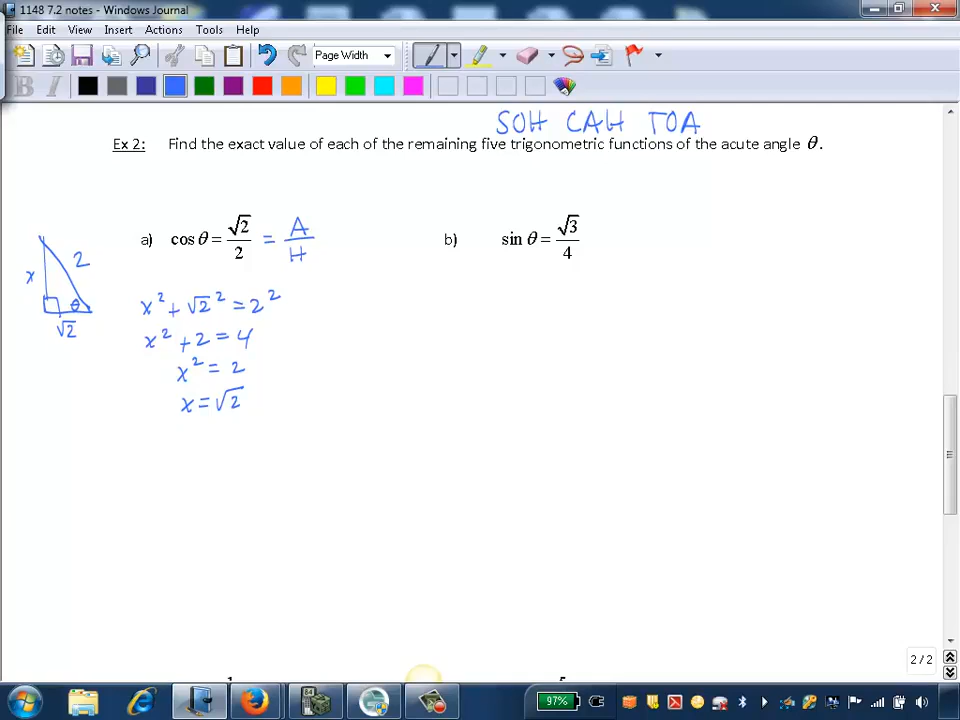 1148 7.2 notes - Windows Journal
File Edit View Insert Actions Tools Help
Page Width
B I
SOH CAH TOA
Ex 2: Find the exact value of each of the remaining five trigonometric functions of the acute angle θ.
a) cos θ = √2/2 = A/H
b) sin θ = √3/4
x
2
θ
√2
x² + √2² = 2²
x² + 2 = 4
x² = 2
x = √2
2 / 2
97%